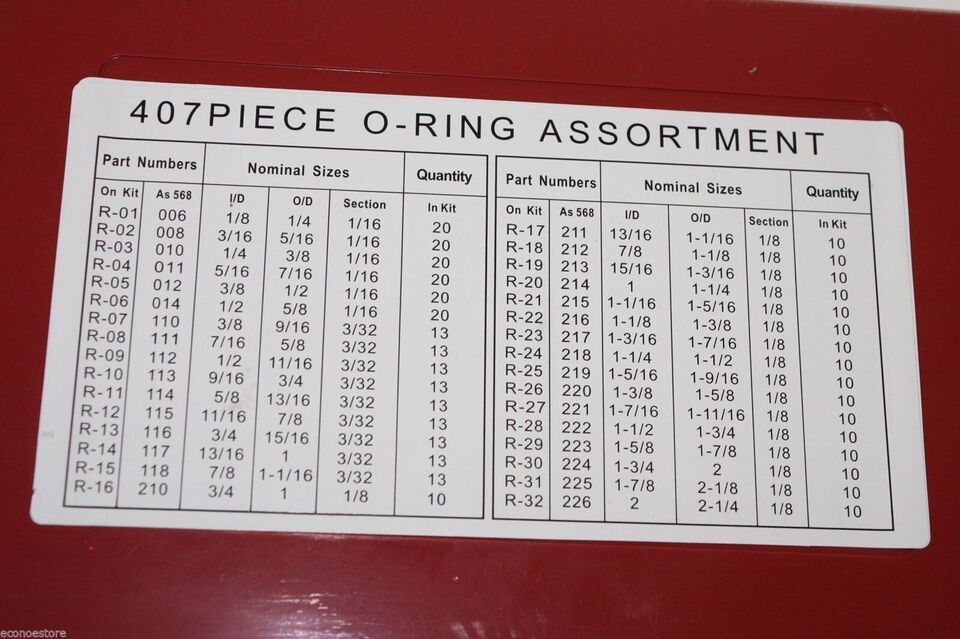 407PIECE O-RING ASSORTMENT
Part Numbers Nominal Sizes Quantity
On Kit As 568 I/D O/D Section In Kit
R-01 006 1/8 1/4 1/16 20
R-02 008 3/16 5/16 1/16 20
R-03 010 1/4 3/8 1/16 20
R-04 011 5/16 7/16 1/16 20
R-05 012 3/8 1/2 1/16 20
R-06 014 1/2 5/8 1/16 20
R-07 110 3/8 9/16 3/32 13
R-08 111 7/16 5/8 3/32 13
R-09 112 1/2 11/16 3/32 13
R-10 113 9/16 3/4 3/32 13
R-11 114 5/8 13/16 3/32 13
R-12 115 11/16 7/8 3/32 13
R-13 116 3/4 15/16 3/32 13
R-14 117 13/16 1 3/32 13
R-15 118 7/8 1-1/16 3/32 13
R-16 210 3/4 1 1/8 10
Part Numbers Nominal Sizes Quantity
On Kit As 568 I/D O/D Section In Kit
R-17 211 13/16 1-1/16 1/8 10
R-18 212 7/8 1-1/8 1/8 10
R-19 213 15/16 1-3/16 1/8 10
R-20 214 1 1-1/4 1/8 10
R-21 215 1-1/16 1-5/16 1/8 10
R-22 216 1-1/8 1-3/8 1/8 10
R-23 217 1-3/16 1-7/16 1/8 10
R-24 218 1-1/4 1-1/2 1/8 10
R-25 219 1-5/16 1-9/16 1/8 10
R-26 220 1-3/8 1-5/8 1/8 10
R-27 221 1-7/16 1-11/16 1/8 10
R-28 222 1-1/2 1-3/4 1/8 10
R-29 223 1-5/8 1-7/8 1/8 10
R-30 224 1-3/4 2 1/8 10
R-31 225 1-7/8 2-1/8 1/8 10
R-32 226 2 2-1/4 1/8 10
econoestore